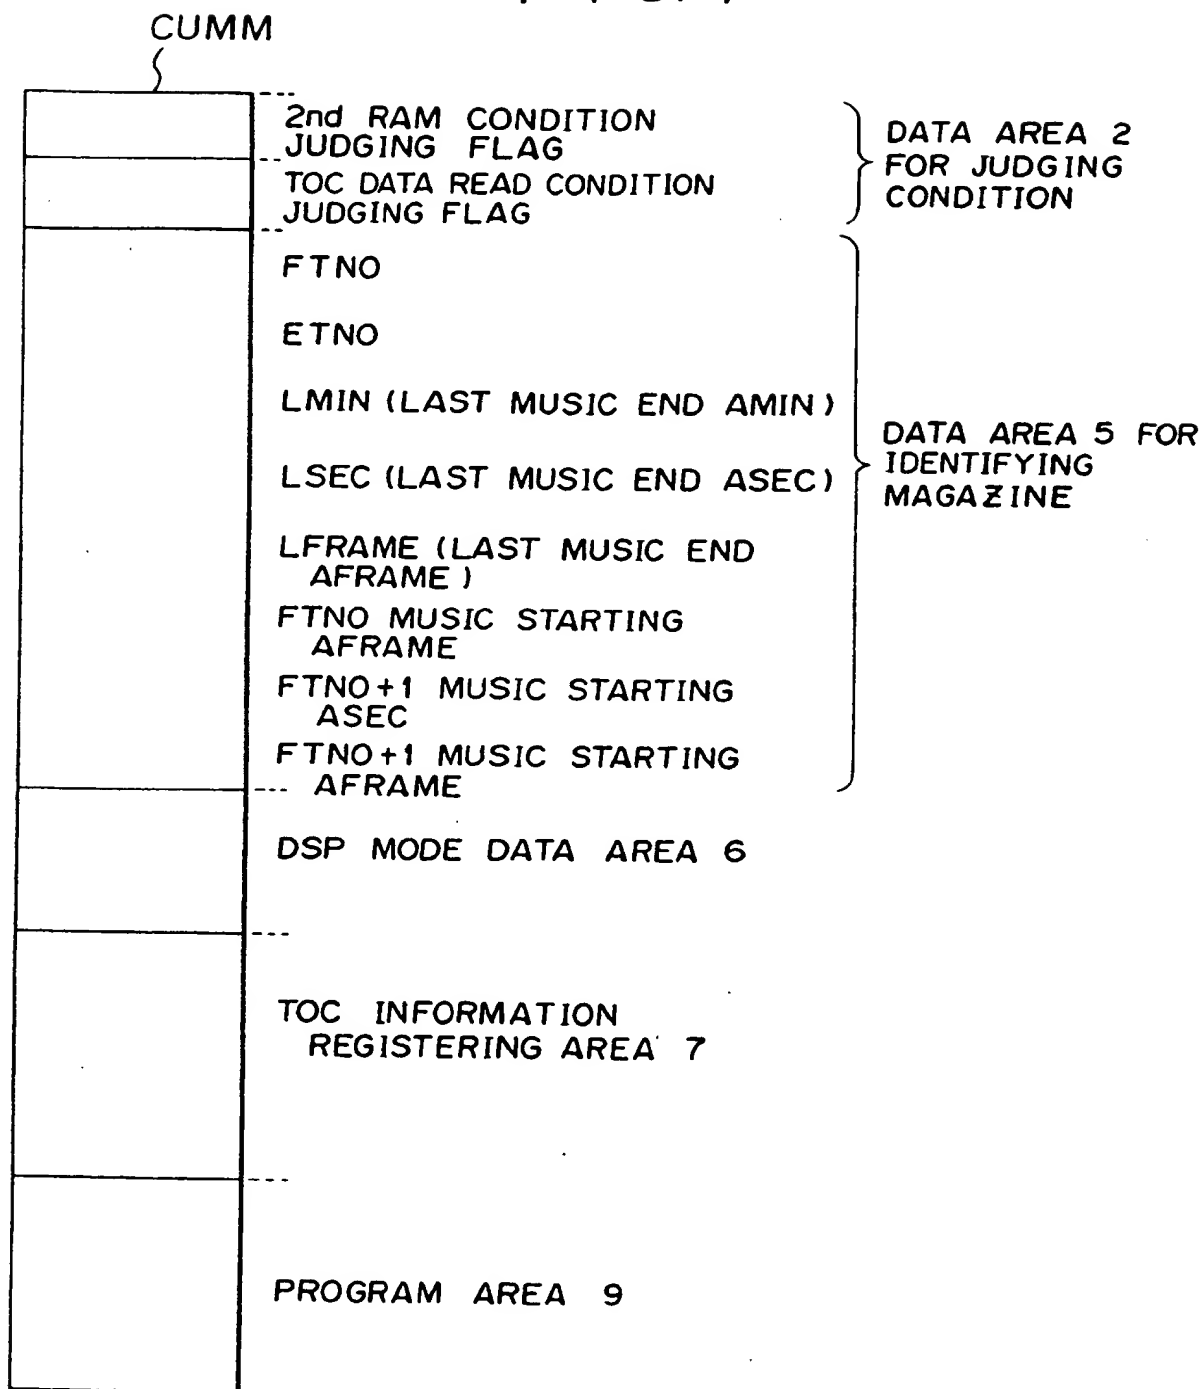 CUMM
2nd RAM CONDITION
JUDGING FLAG
TOC DATA READ CONDITION
JUDGING FLAG
DATA AREA 2
FOR JUDGING
CONDITION
FTNO
ETNO
LMIN (LAST MUSIC END AMIN)
LSEC (LAST MUSIC END ASEC)
LFRAME (LAST MUSIC END
AFRAME)
FTNO MUSIC STARTING
AFRAME
FTNO+1 MUSIC STARTING
ASEC
FTNO+1 MUSIC STARTING
AFRAME
DATA AREA 5 FOR
IDENTIFYING
MAGAZINE
DSP MODE DATA AREA 6
TOC INFORMATION
REGISTERING AREA 7
PROGRAM AREA 9